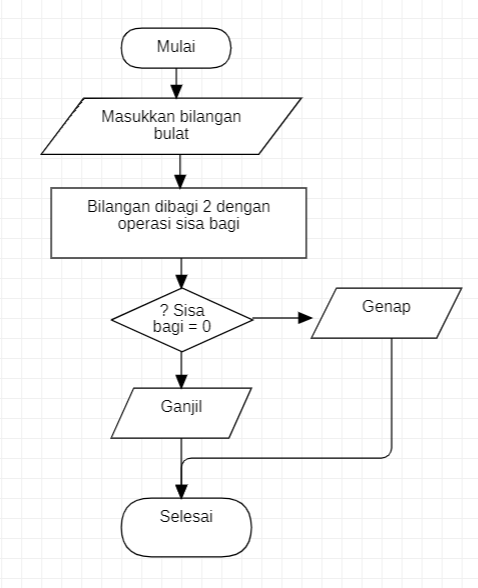 Mulai
Masukkan bilangan
bulat
Bilangan dibagi 2 dengan
operasi sisa bagi
? Sisa
bagi = 0
Genap
Ganjil
Selesai